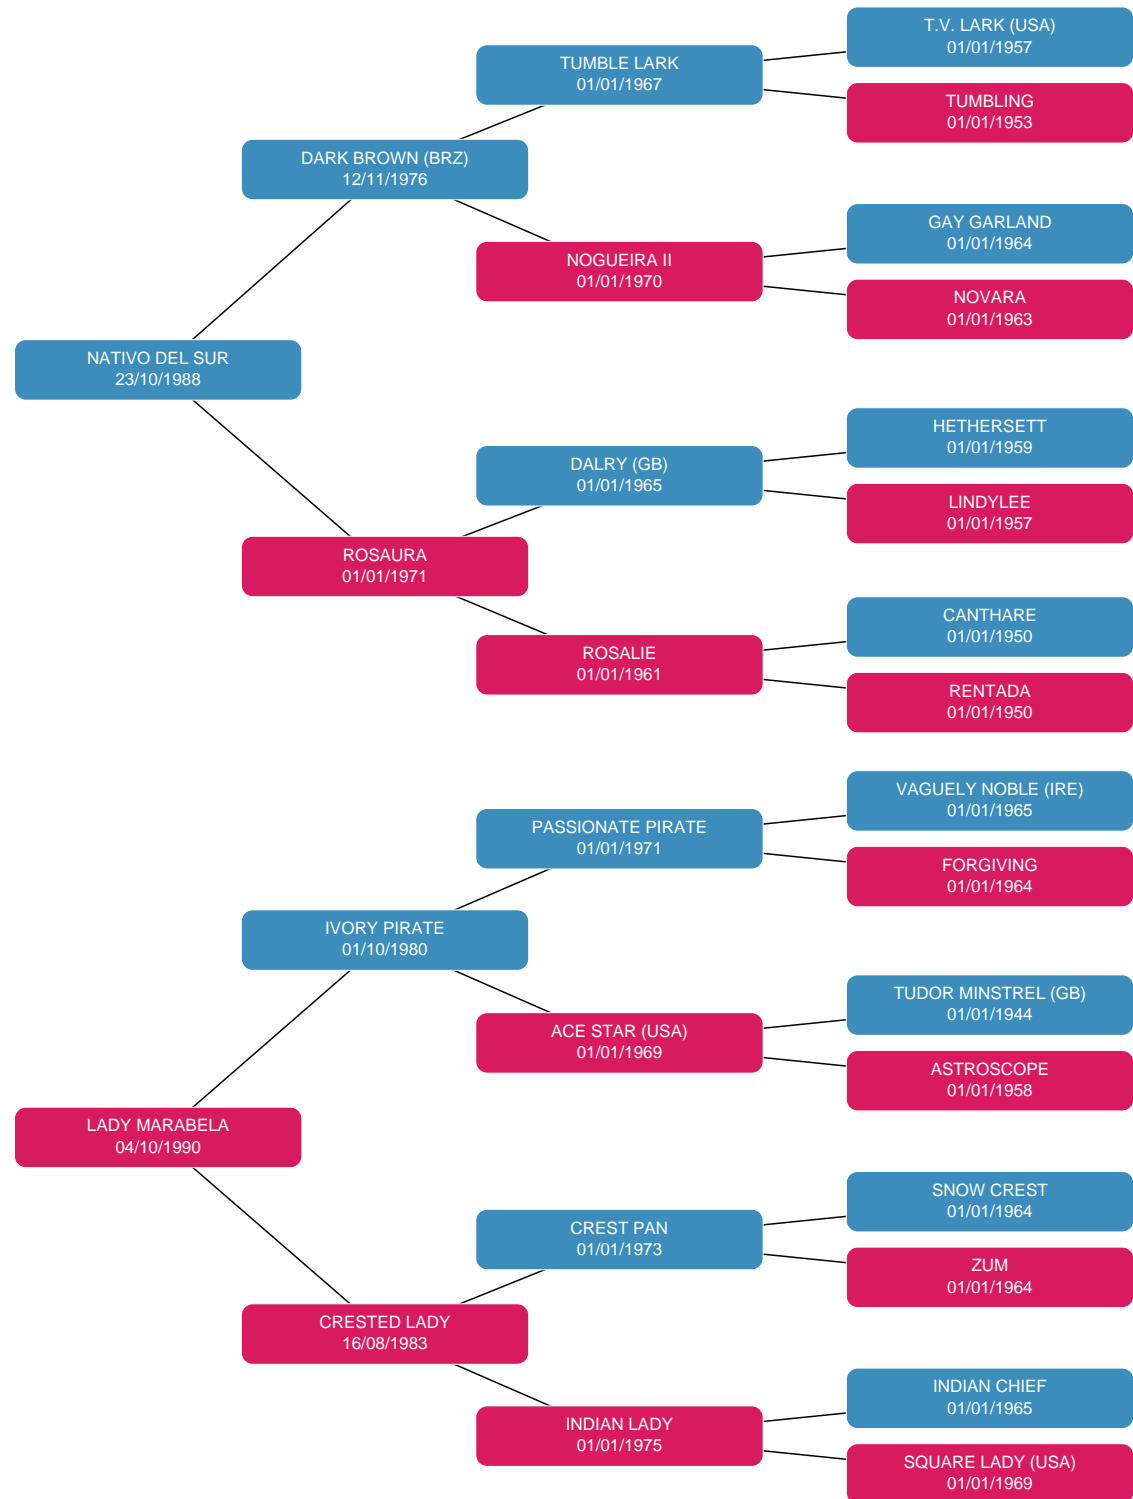 T.V. LARK (USA)
01/01/1957
TUMBLE LARK
01/01/1967
TUMBLING
01/01/1953
DARK BROWN (BRZ)
12/11/1976
GAY GARLAND
01/01/1964
NOGUEIRA II
01/01/1970
NOVARA
01/01/1963
NATIVO DEL SUR
23/10/1988
HETHERSETT
01/01/1959
DALRY (GB)
01/01/1965
LINDYLEE
01/01/1957
ROSAURA
01/01/1971
CANTHARE
01/01/1950
ROSALIE
01/01/1961
RENTADA
01/01/1950
VAGUELY NOBLE (IRE)
01/01/1965
PASSIONATE PIRATE
01/01/1971
FORGIVING
01/01/1964
IVORY PIRATE
01/10/1980
TUDOR MINSTREL (GB)
01/01/1944
ACE STAR (USA)
01/01/1969
ASTROSCOPE
01/01/1958
LADY MARABELA
04/10/1990
SNOW CREST
01/01/1964
CREST PAN
01/01/1973
ZUM
01/01/1964
CRESTED LADY
16/08/1983
INDIAN CHIEF
01/01/1965
INDIAN LADY
01/01/1975
SQUARE LADY (USA)
01/01/1969